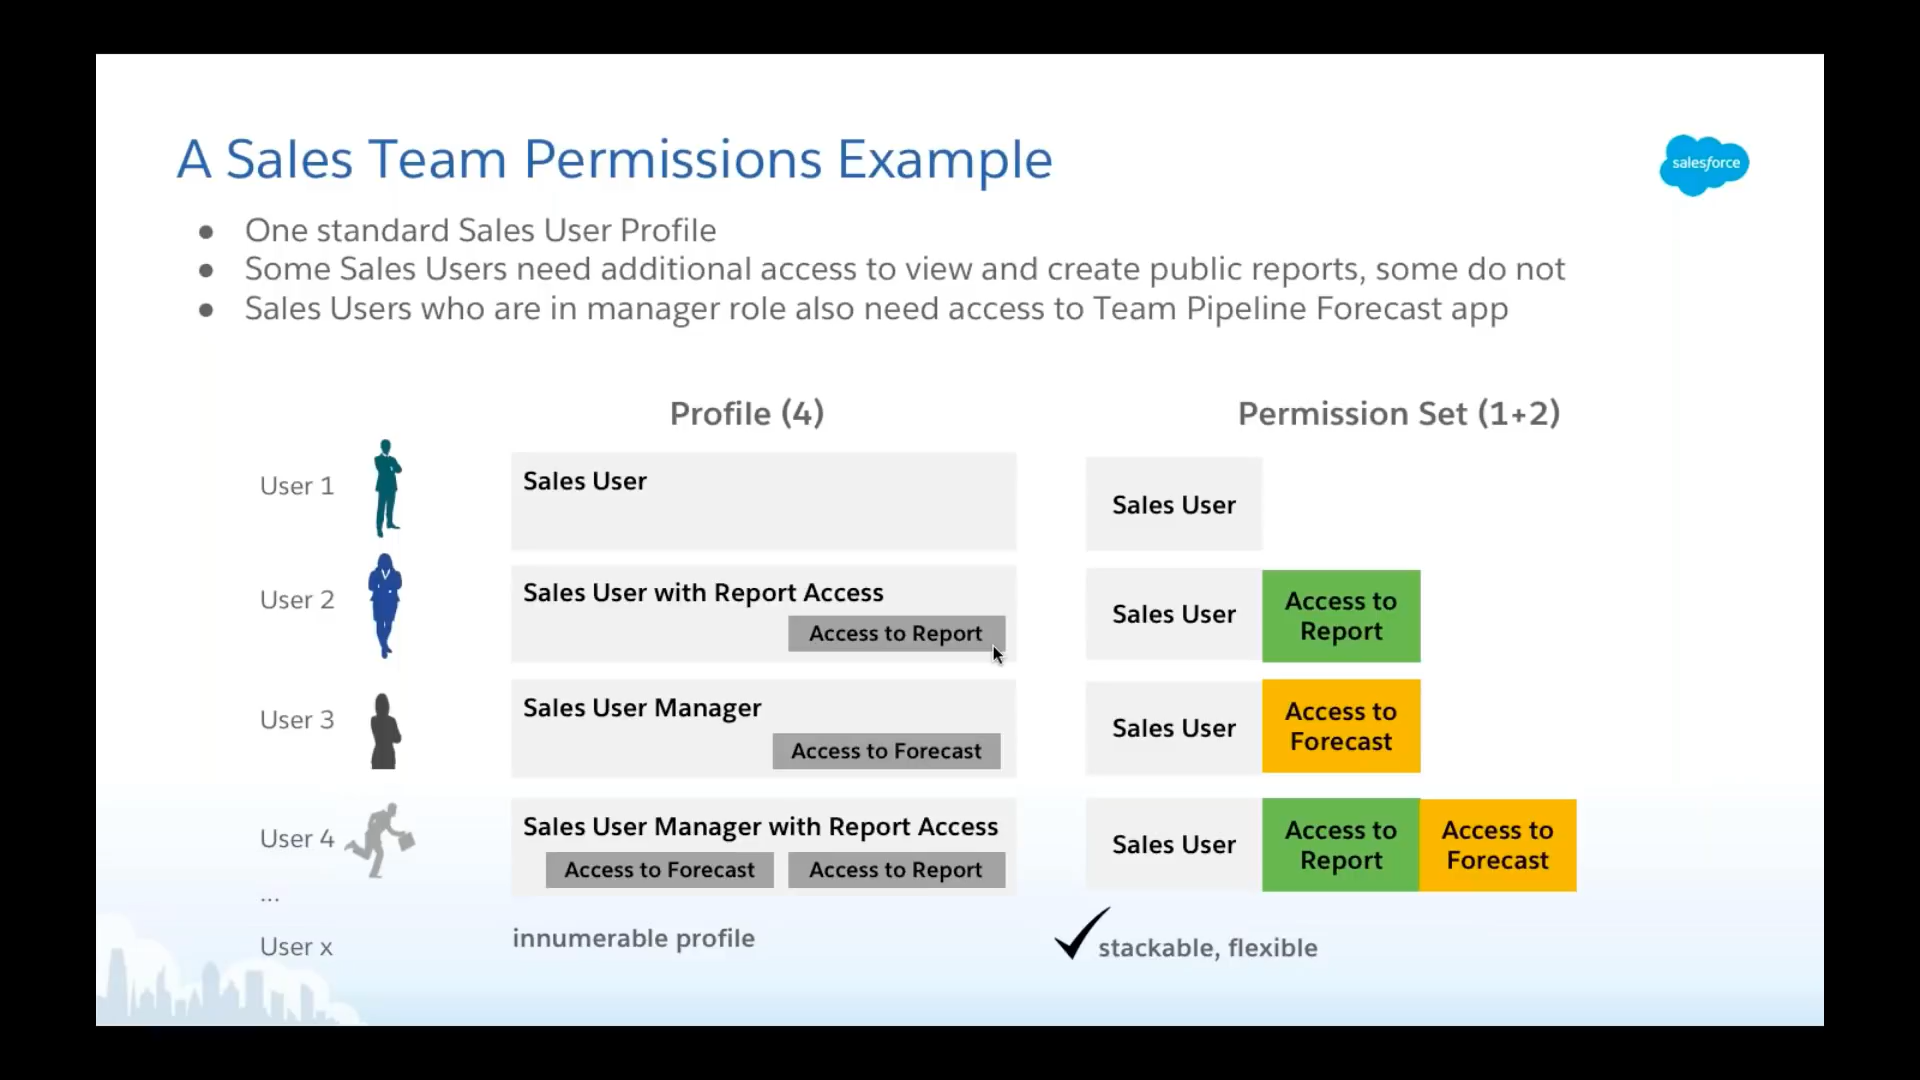 A Sales Team Permissions Example
salesforce
● One standard Sales User Profile
● Some Sales Users need additional access to view and create public reports, some do not
● Sales Users who are in manager role also need access to Team Pipeline Forecast app
Profile (4)
Permission Set (1+2)
User 1
Sales User
Sales User
User 2
Sales User with Report Access
Access to Report
Sales User
Access to
Report
User 3
Sales User Manager
Access to Forecast
Sales User
Access to
Forecast
User 4
Sales User Manager with Report Access
Access to Forecast
Access to Report
Sales User
Access to
Report
Access to
Forecast
...
User x
innumerable profile
stackable, flexible